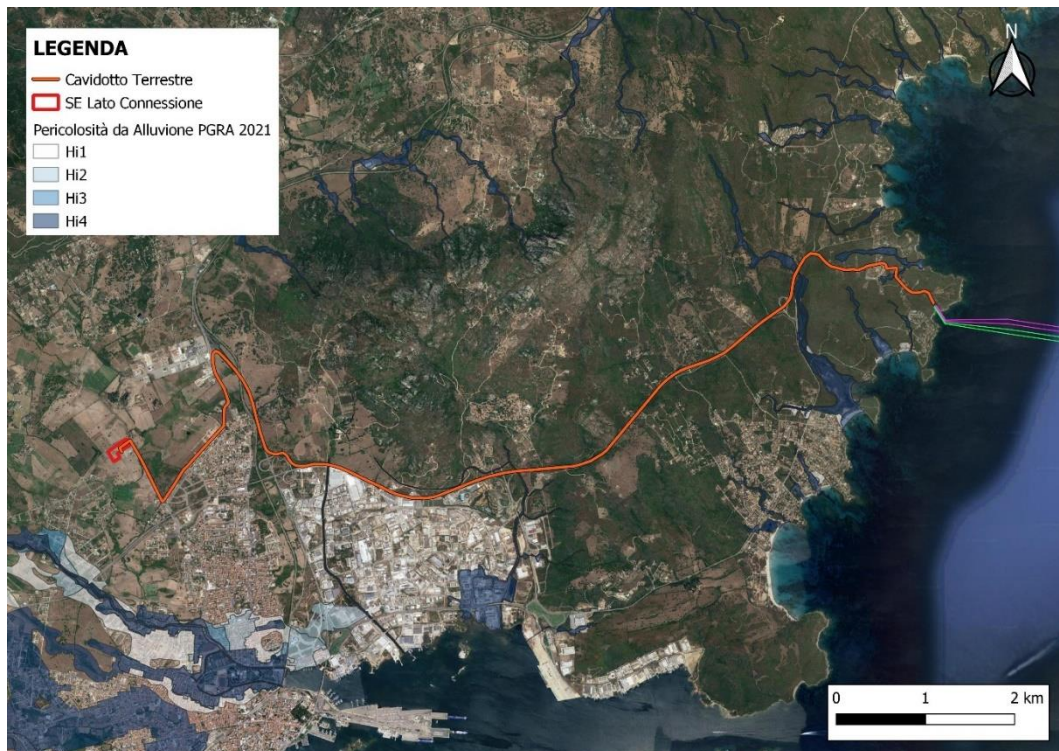 LEGENDA
Cavidotto Terrestre
SE Lato Connessione
Pericolosità da Alluvione PGRA 2021
Hi1
Hi2
Hi3
Hi4
N
0 1 2 km